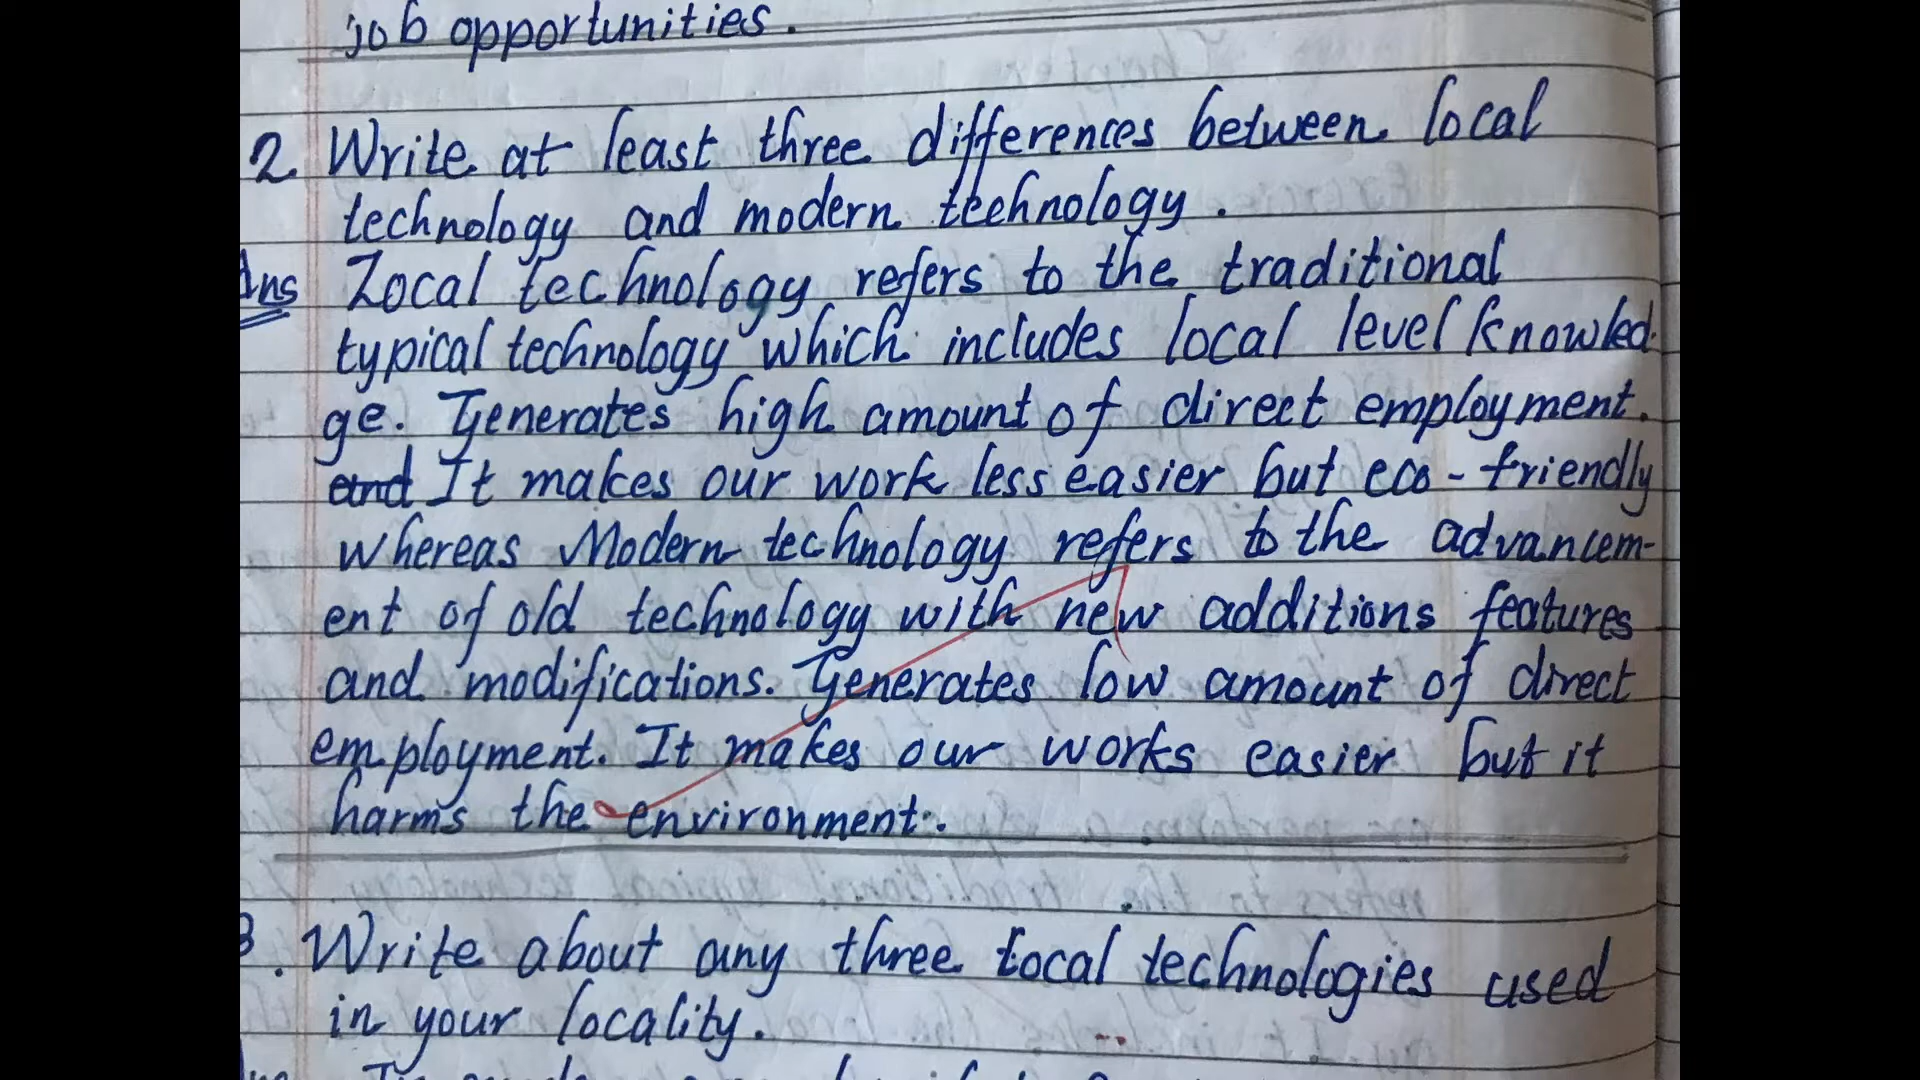 job opportunities.
2. Write at least three differences between local
technology and modern technology.
Ans Local technology refers to the traditional
typical technology which includes local level knowled-
ge. Generates high amount of direct employment.
and It makes our work less easier but eco-friendly
whereas Modern technology refers to the advancem-
ent of old technology with new additions features
and modifications. Generates low amount of direct
employment. It makes our works easier but it
harms the environment.
3. Write about any three local technologies used
in your locality.